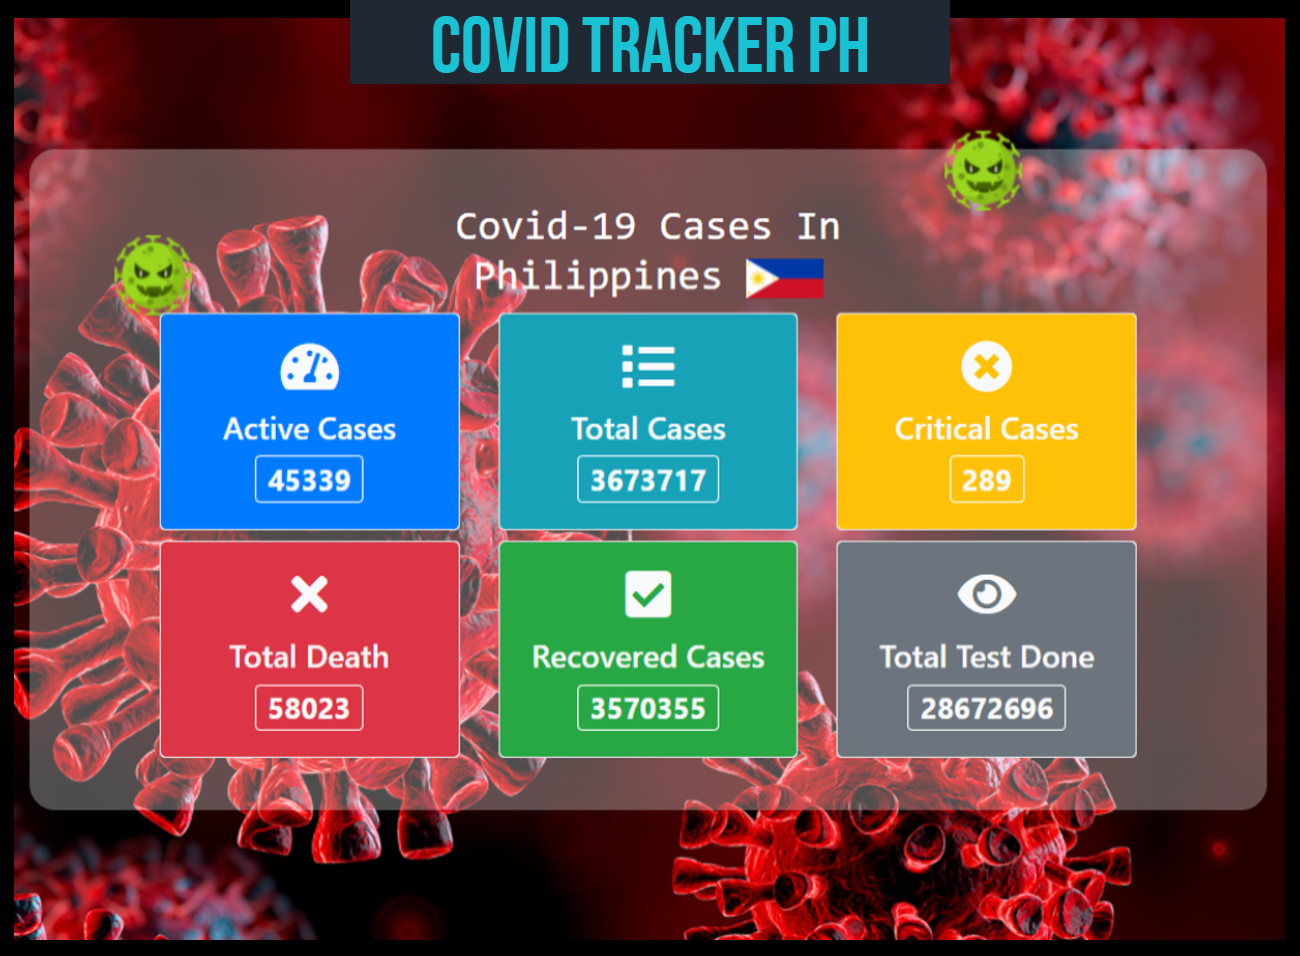 COVID TRACKER PH
Covid-19 Cases In
Philippines
Active Cases
45339
Total Cases
3673717
Critical Cases
289
Total Death
58023
Recovered Cases
3570355
Total Test Done
28672696